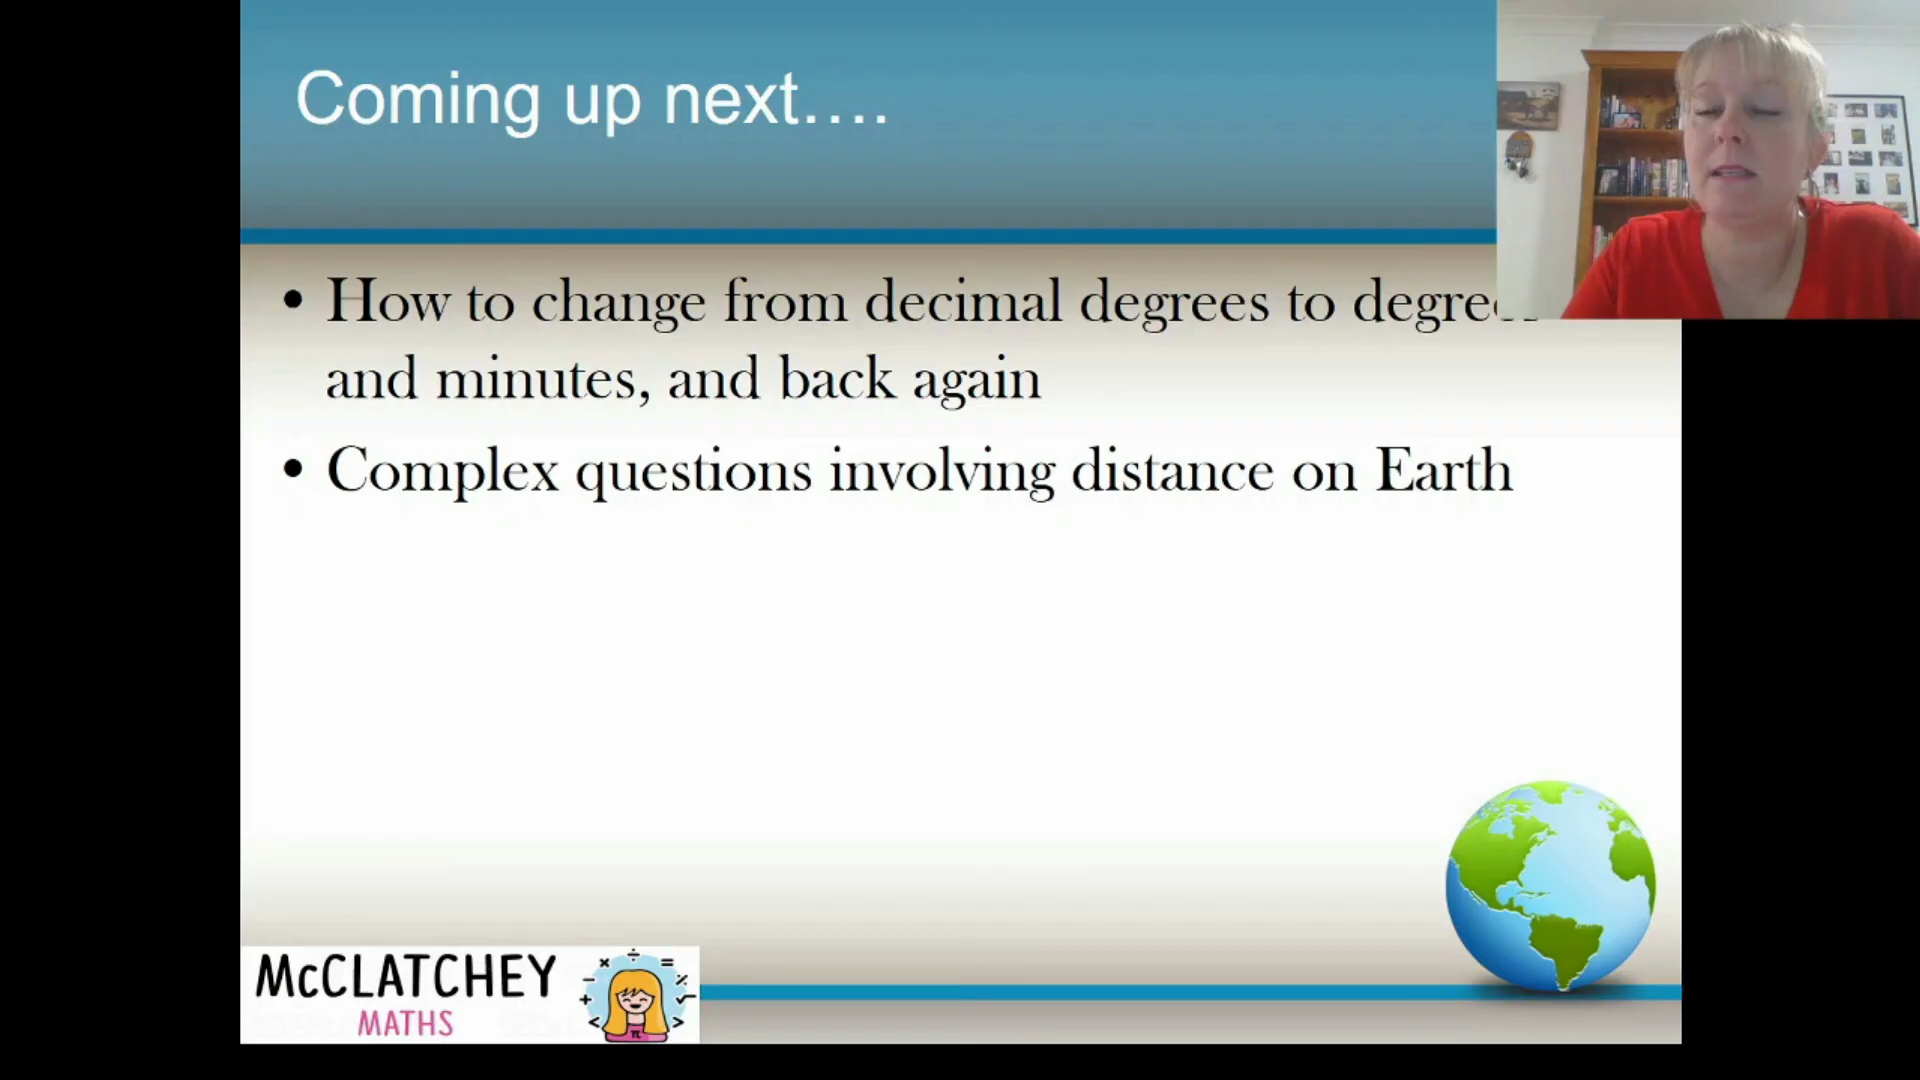 Coming up next....
• How to change from decimal degrees to
and minutes, and back again
• Complex questions involving distance on Earth
McCLATCHEY
MATHS